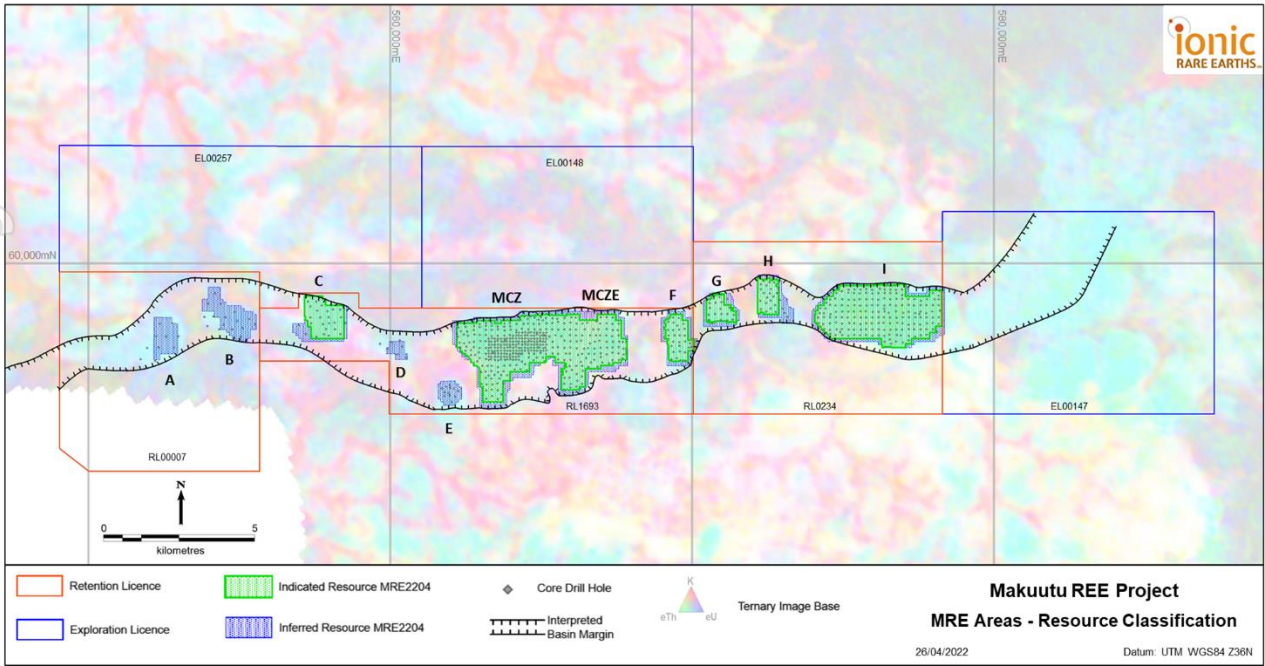 560,000mE
580,000mE
ionic
RARE EARTHS
EL00257
EL00148
60,000mN
C
H
I
G
MCZ
MCZE
F
D
B
A
E
RL1693
RL0234
EL00147
RL00007
N
0 5
kilometres
Retention Licence
Indicated Resource MRE2204
Core Drill Hole
K
eTh eU
Ternary Image Base
Makuutu REE Project
MRE Areas - Resource Classification
Exploration Licence
Inferred Resource MRE2204
Interpreted
Basin Margin
26/04/2022
Datum: UTM WGS84 Z36N